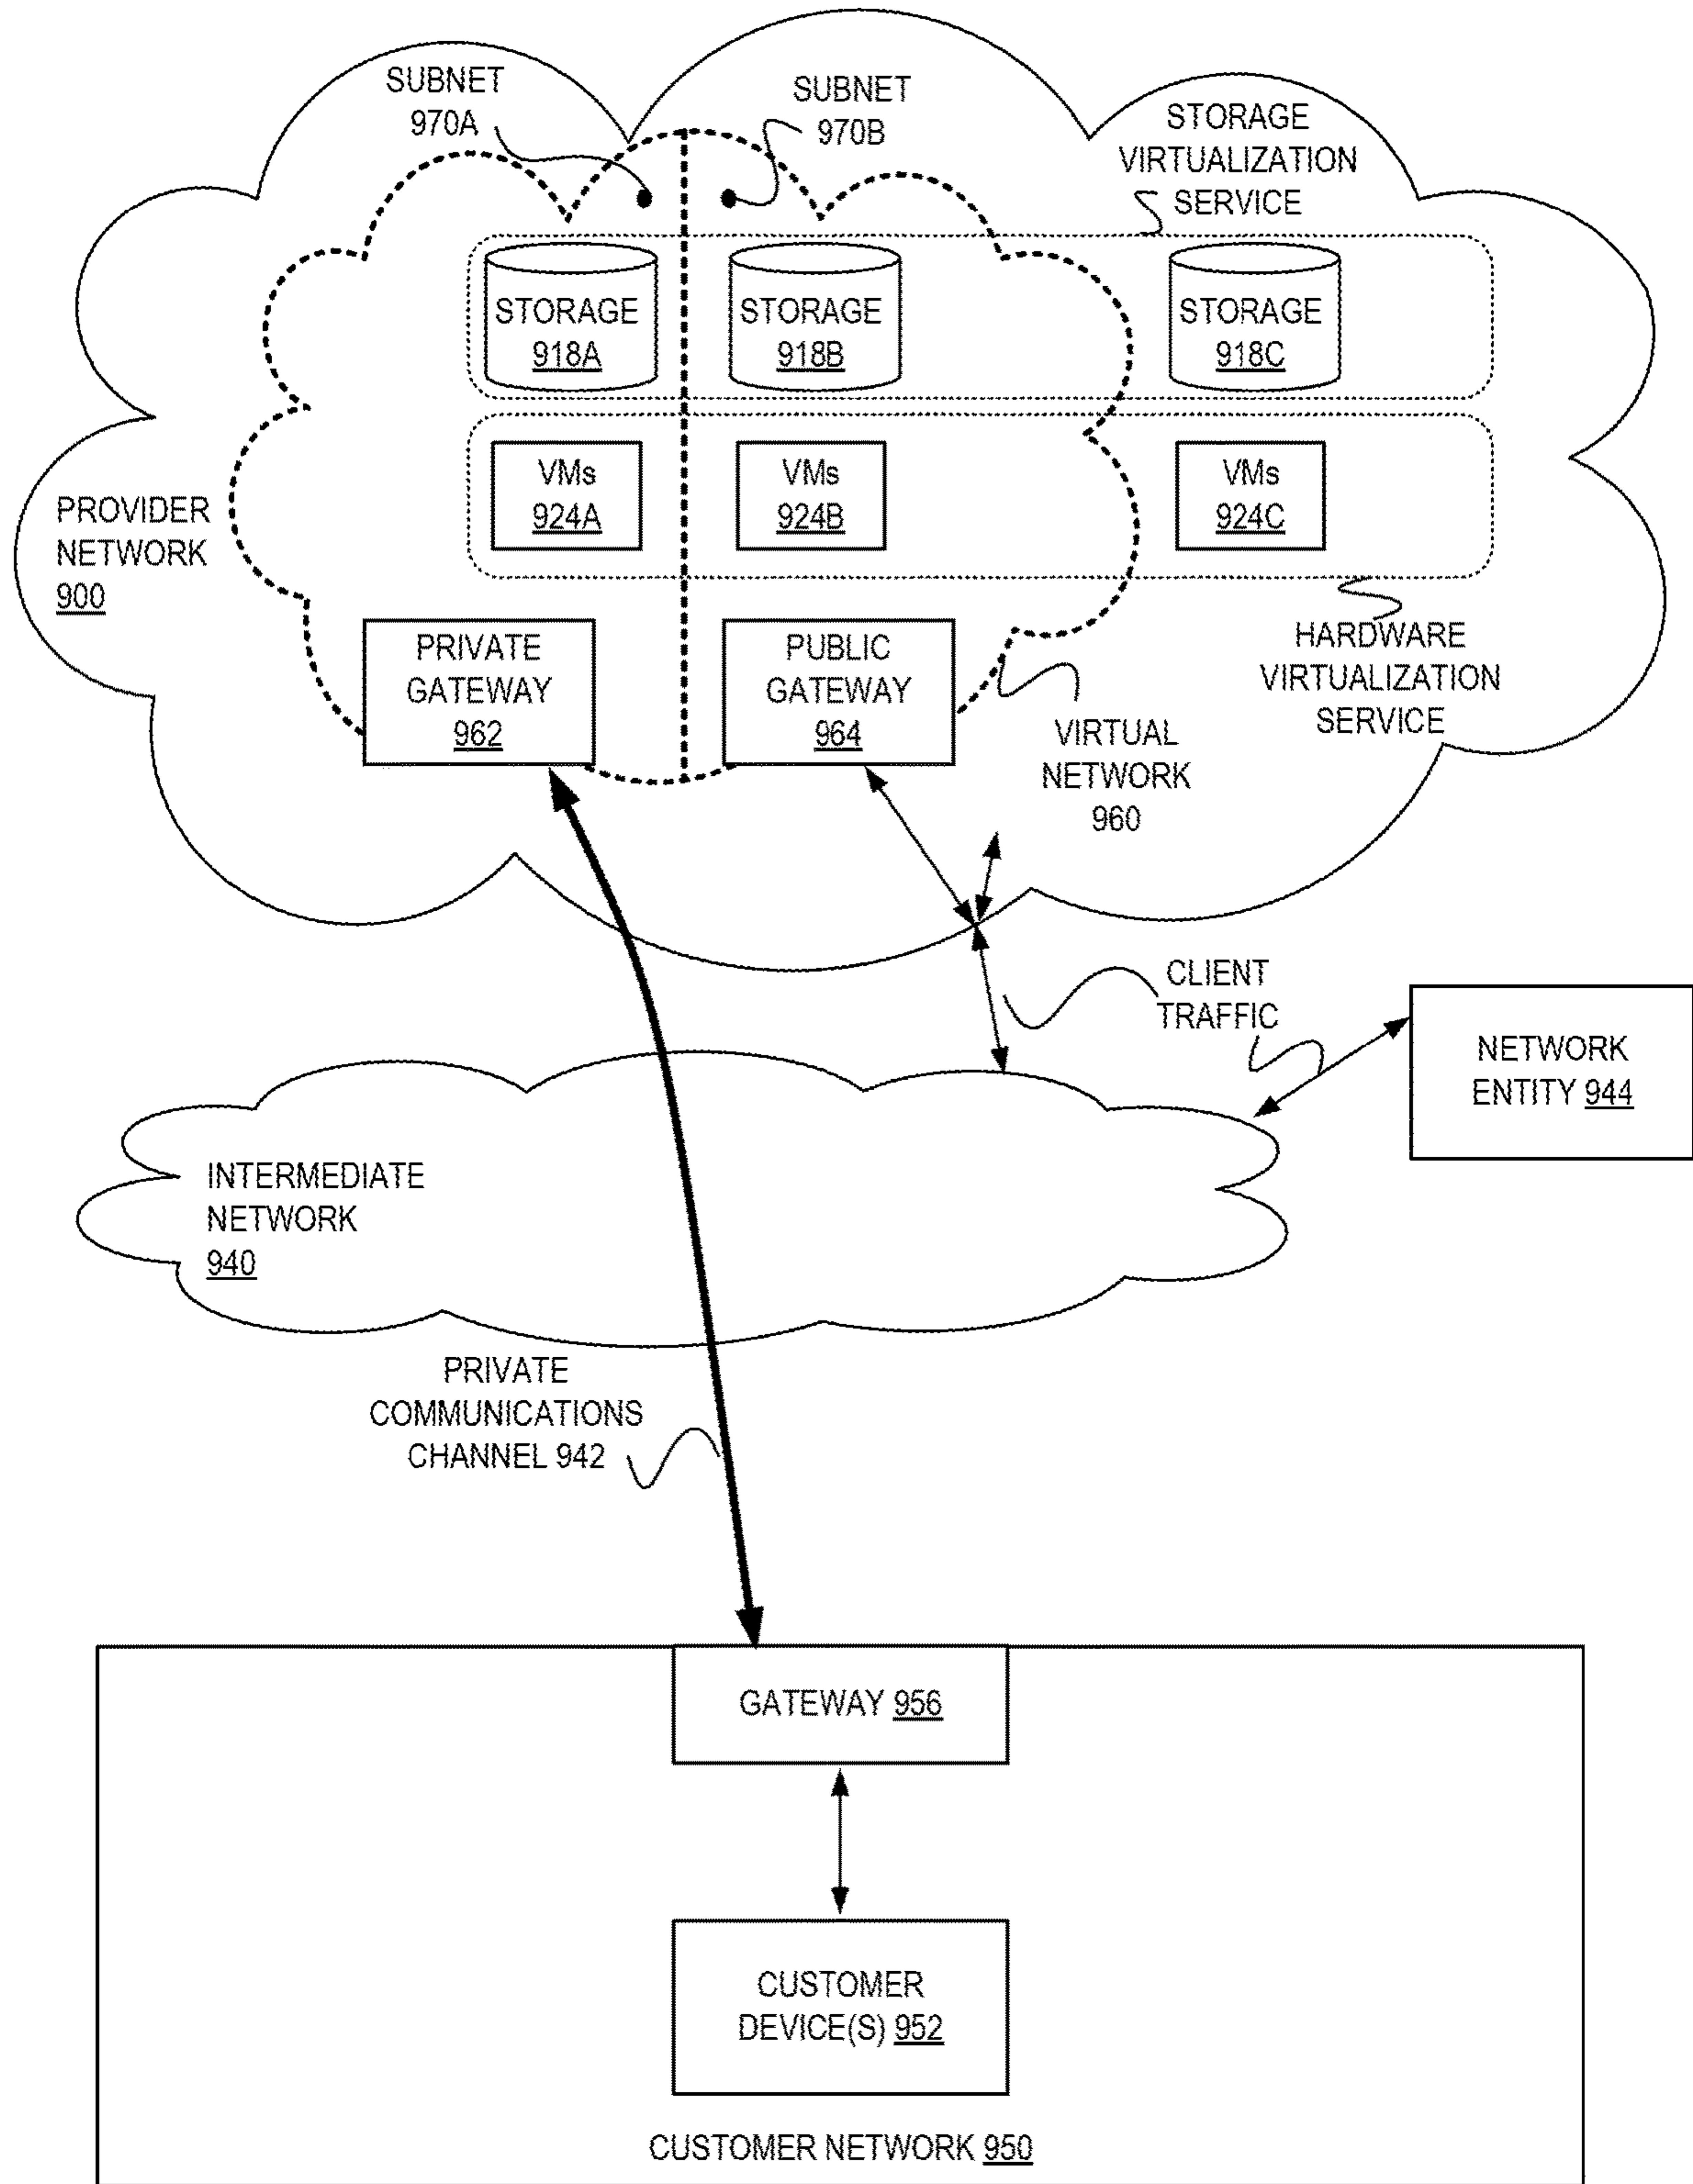 SUBNET
970A
SUBNET
970B
STORAGE
VIRTUALIZATION
SERVICE
STORAGE
918A
STORAGE
918B
STORAGE
918C
VMs
924A
VMs
924B
VMs
924C
PROVIDER
NETWORK
900
PRIVATE
GATEWAY
962
PUBLIC
GATEWAY
964
HARDWARE
VIRTUALIZATION
SERVICE
VIRTUAL
NETWORK
960
CLIENT
TRAFFIC
NETWORK
ENTITY 944
INTERMEDIATE
NETWORK
940
PRIVATE
COMMUNICATIONS
CHANNEL 942
GATEWAY 956
CUSTOMER
DEVICE(S) 952
CUSTOMER NETWORK 950